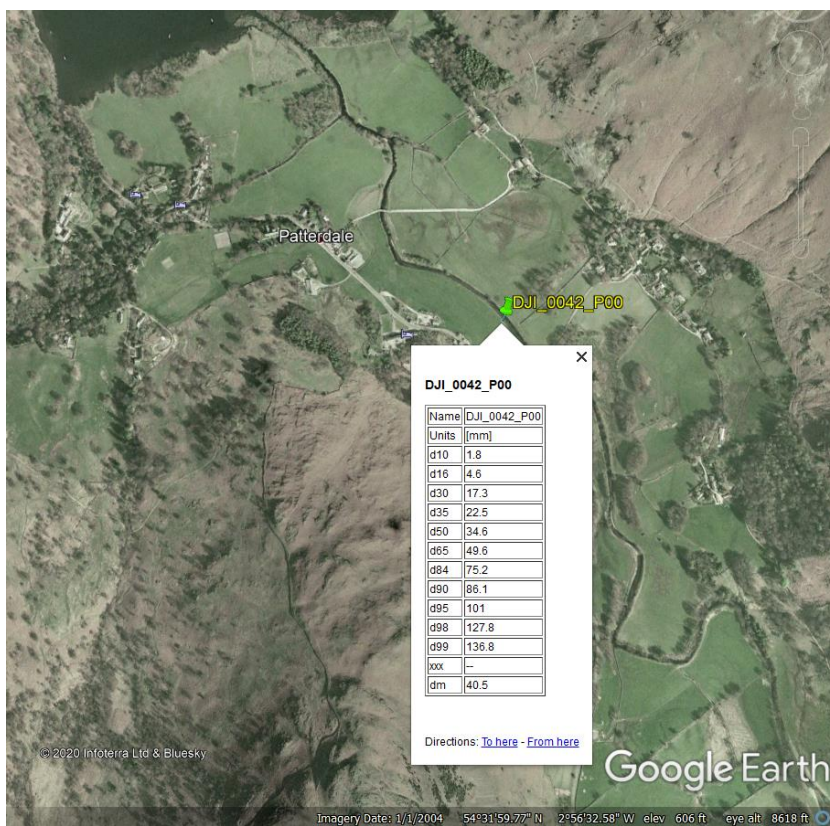 Patterdale
DJI_0042_P00
DJI_0042_P00
Name DJI_0042_P00
Units [mm]
d10 1.8
d16 4.6
d30 17.3
d35 22.5
d50 34.6
d65 49.6
d84 75.2
d90 86.1
d95 101
d98 127.8
d99 136.8
xxx --
dm 40.5
Directions: To here - From here
© 2020 Infoterra Ltd & Bluesky
Google Earth
Imagery Date: 1/1/2004 54°31'59.77" N 2°56'32.58" W elev 606 ft eye alt 8618 ft